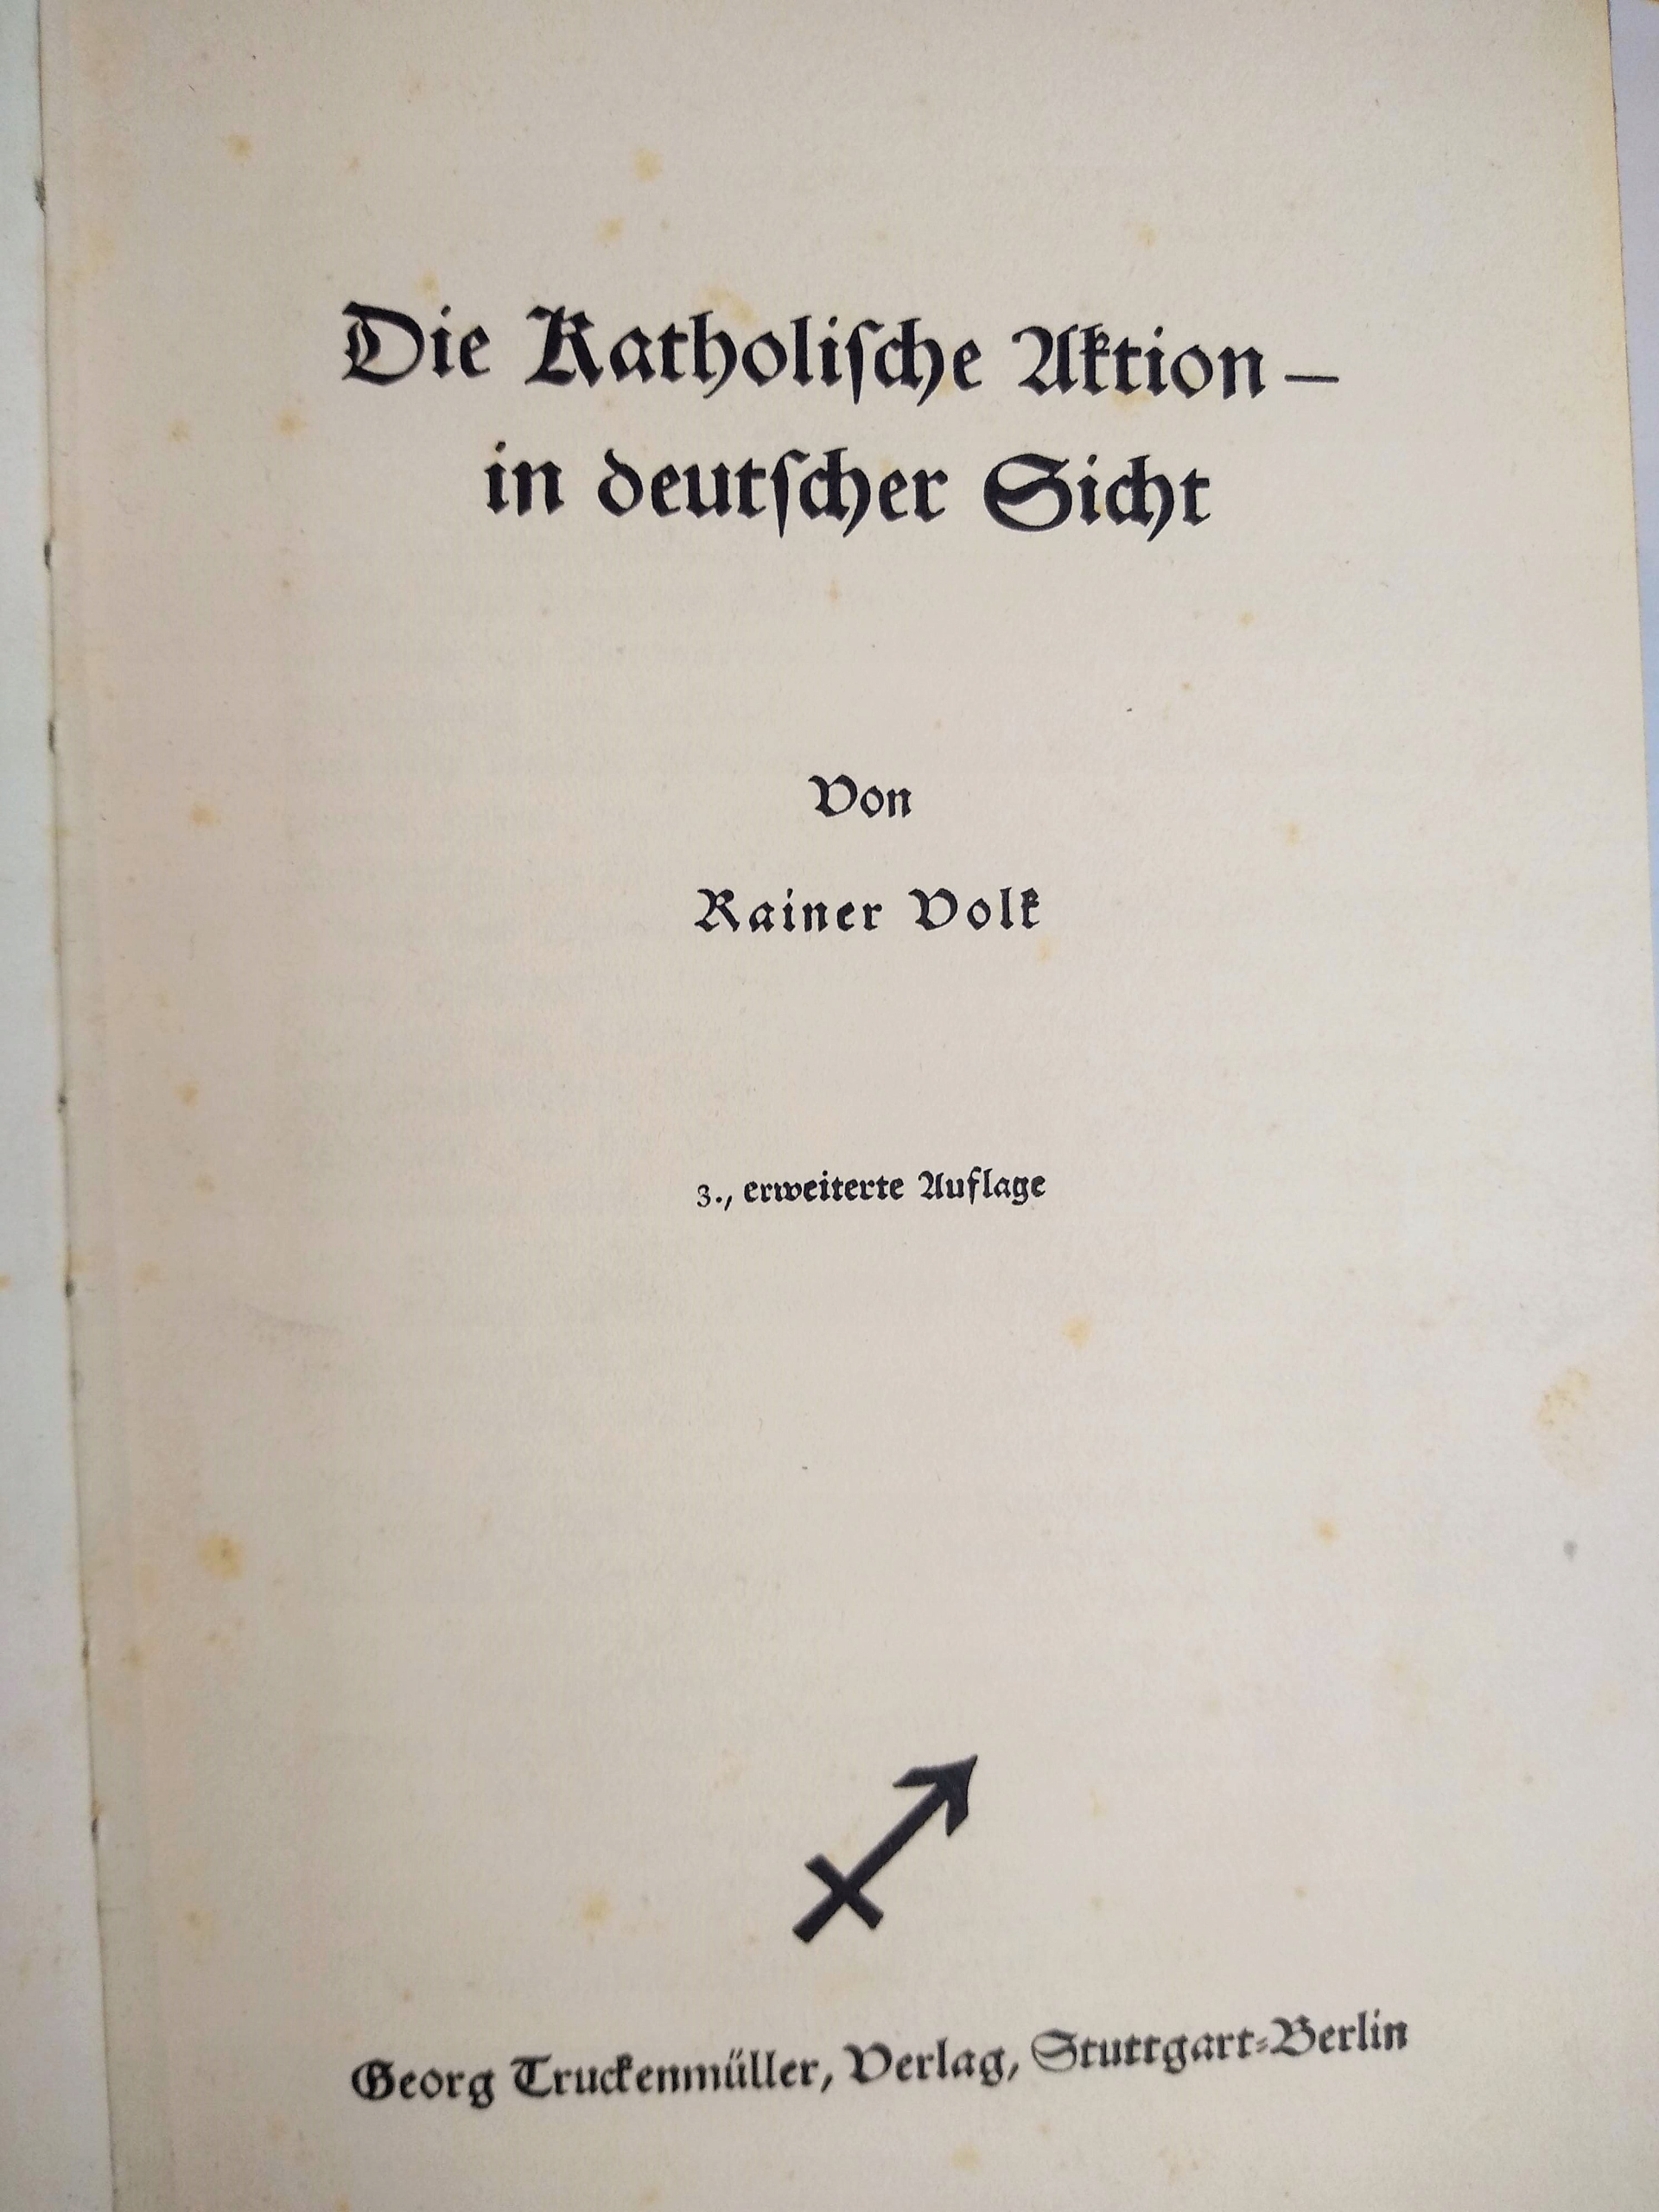 Die Katholiſche Aktion –
in deutſcher Sicht
Von
Rainer Volk
3., erweiterte Auflage
Georg Truckenmüller, Verlag, Stuttgart-Berlin